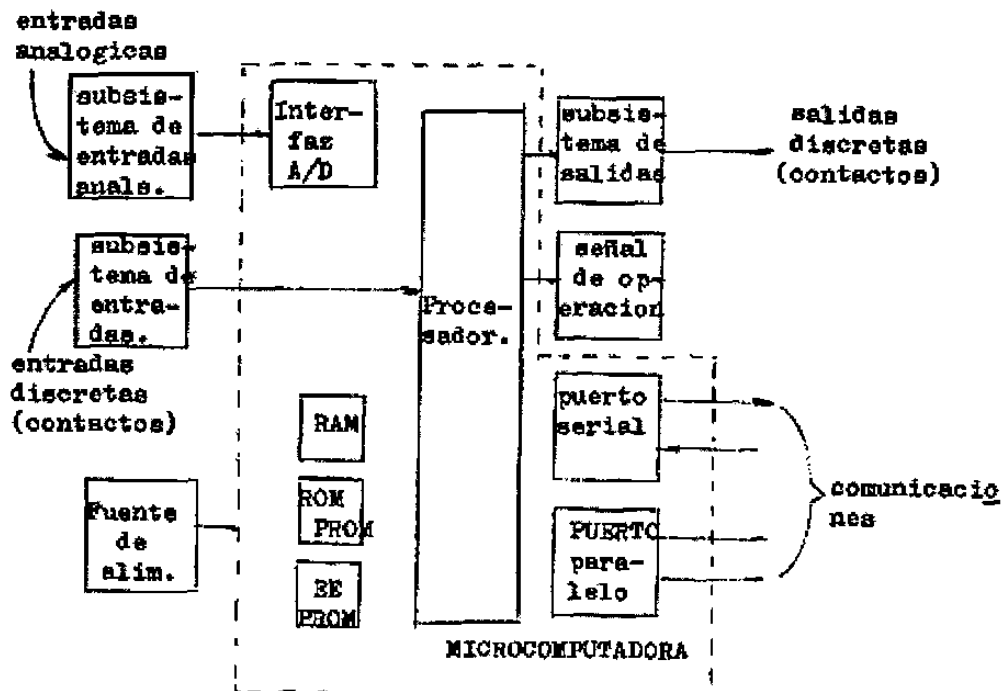 entradas
analogicas
subsis-
tema de
entradas
anals.
Inter-
faz
A/D
subsis-
tema de
salidas
salidas
discretas
(contactos)
subsis-
tema de
entra-
das.
entradas
discretas
(contactos)
Procesa-
sador.
señal
de op-
eracion
RAM
ROM
PROM
EE
PROM
Fuente
de
alim.
puerto
serial
PUERTO
para-
lelo
comunicacio
nes
MICROCOMPUTADORA